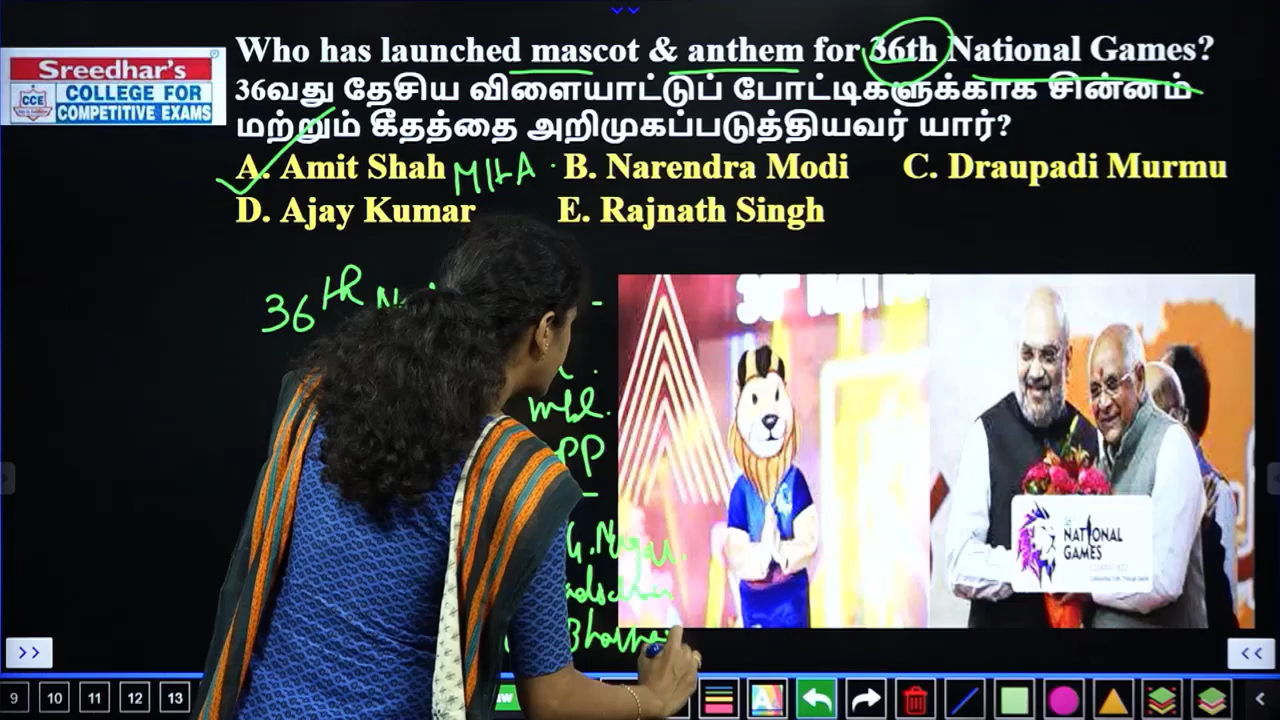 Who has launched mascot & anthem for 36th National Games?
Sreedhar's
CCE
COLLEGE FOR
COMPETITIVE EXAMS
36வது தேசிய விளையாட்டுப் போட்டிகளுக்காக சின்னம்
மற்றும் கீதத்தை அறிமுகப்படுத்தியவர் யார்?
A. Amit Shah MHA B. Narendra Modi C. Draupadi Murmu
D. Ajay Kumar E. Rajnath Singh
36th
PP
NATIONAL
GAMES
>> <<
9 10 11 12 13